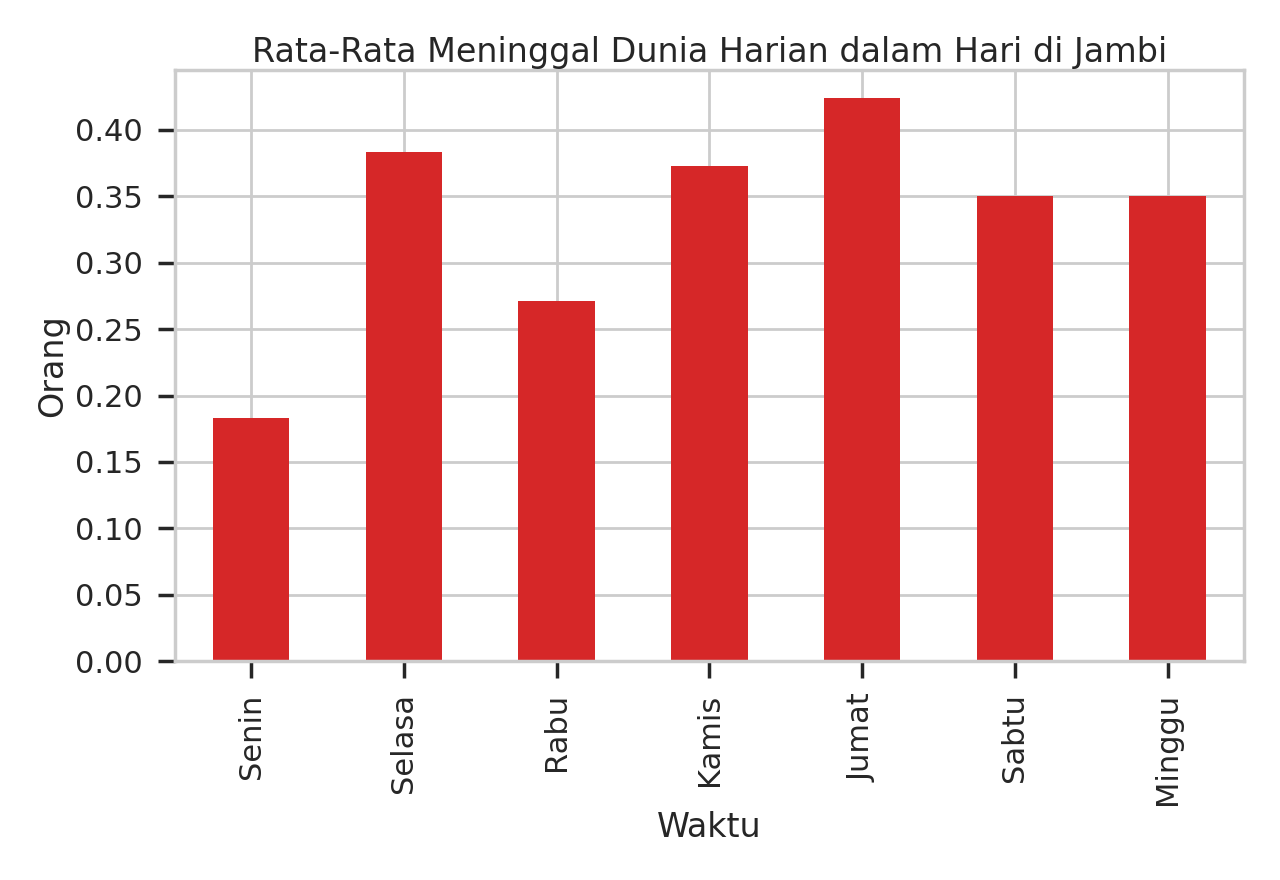 Rata-Rata Meninggal Dunia Harian dalam Hari di Jambi
0.40
0.35
0.30
0.25
0.20
0.15
0.10
0.05
0.00
Orang
Senin
Selasa
Rabu
Kamis
Jumat
Sabtu
Minggu
Waktu